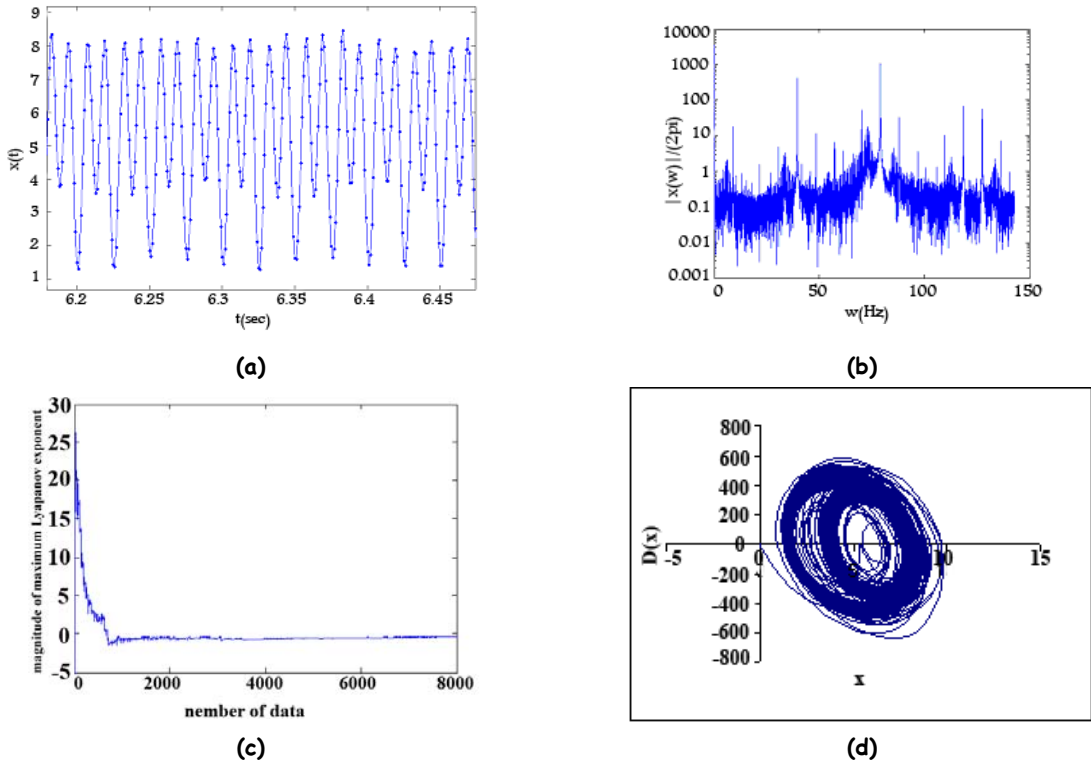 9
8
7
6
5
4
3
2
1
x(t)
6.2 6.25 6.3 6.35 6.4 6.45
t(sec)
(a)
10000
1000
100
10
1
0.1
0.01
0.001
|x(w)|/(2pi)
0 50 100 150
w(Hz)
(b)
30
25
20
15
10
5
0
-5
magnitude of maximum Lyapanov exponent
0 2000 4000 6000 8000
nember of data
(c)
800
600
400
200
0
-200
-400
-600
-800
D(x)
-5 0 5 10 15
x
(d)